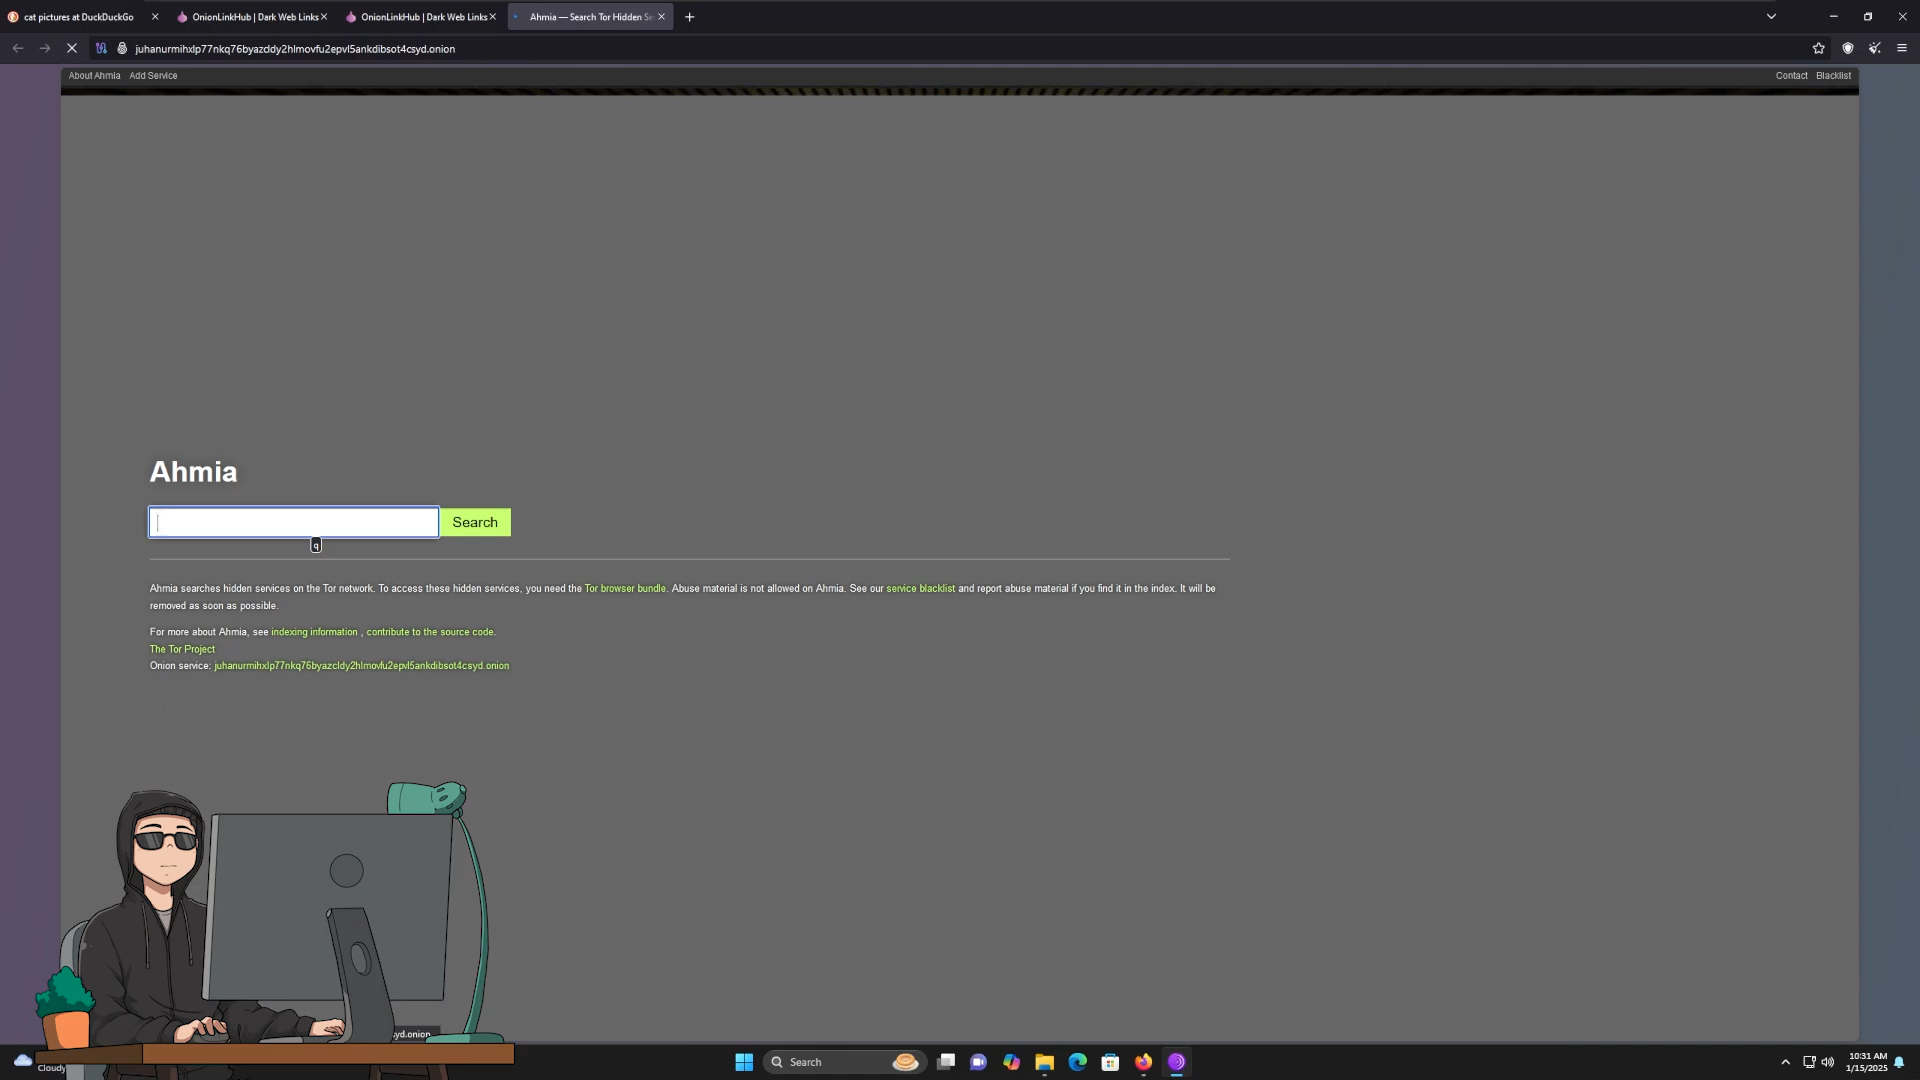 cat pictures at DuckDuckGo
OnionLinkHub | Dark Web Links
OnionLinkHub | Dark Web Links
Ahmia — Search Tor Hidden Se
juhanurmihxlp77nkq76byazcldy2hlmovfu2epvl5ankdibsot4csyd.onion
About Ahmia Add Service
Contact Blacklist
Ahmia
Search
q
Ahmia searches hidden services on the Tor network. To access these hidden services, you need the Tor browser bundle. Abuse material is not allowed on Ahmia. See our service blacklist and report abuse material if you find it in the index. It will be
removed as soon as possible.
For more about Ahmia, see indexing information , contribute to the source code.
The Tor Project
Onion service: juhanurmihxlp77nkq76byazcldy2hlmovfu2epvl5ankdibsot4csyd.onion
syd.onion
Cloudy
Search
10:31 AM
1/15/2025